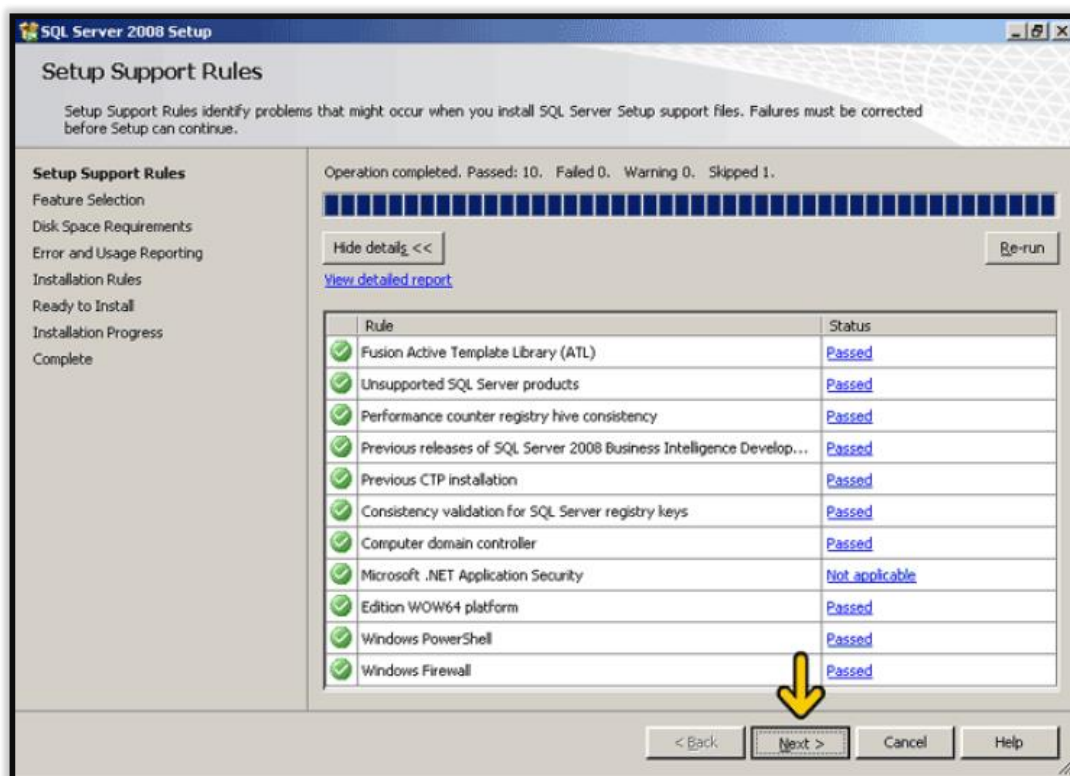 SQL Server 2008 Setup
Setup Support Rules
Setup Support Rules identify problems that might occur when you install SQL Server Setup support files. Failures must be corrected
before Setup can continue.
Setup Support Rules
Feature Selection
Disk Space Requirements
Error and Usage Reporting
Installation Rules
Ready to Install
Installation Progress
Complete
Operation completed. Passed: 10. Failed 0. Warning 0. Skipped 1.
Hide details <<
Re-run
View detailed report
Rule Status
Fusion Active Template Library (ATL) Passed
Unsupported SQL Server products Passed
Performance counter registry hive consistency Passed
Previous releases of SQL Server 2008 Business Intelligence Develop... Passed
Previous CTP installation Passed
Consistency validation for SQL Server registry keys Passed
Computer domain controller Passed
Microsoft .NET Application Security Not applicable
Edition WOW64 platform Passed
Windows PowerShell Passed
Windows Firewall Passed
< Back Next > Cancel Help